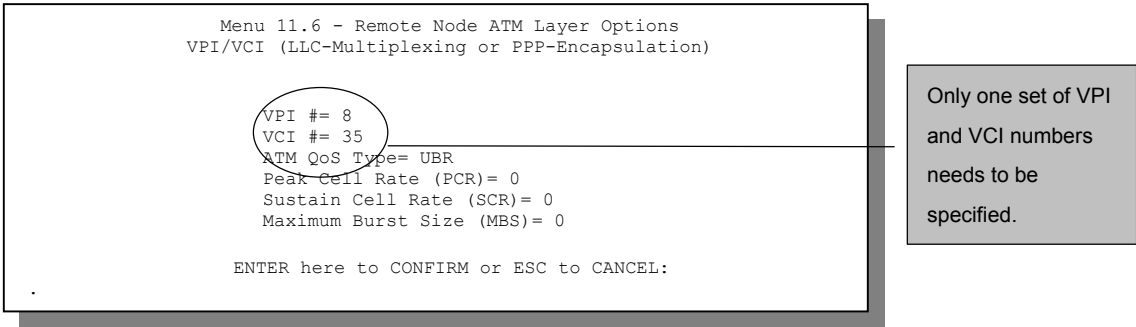 Menu 11.6 - Remote Node ATM Layer Options
VPI/VCI (LLC-Multiplexing or PPP-Encapsulation)
VPI #= 8
VCI #= 35
ATM QoS Type= UBR
Peak Cell Rate (PCR)= 0
Sustain Cell Rate (SCR)= 0
Maximum Burst Size (MBS)= 0
ENTER here to CONFIRM or ESC to CANCEL:
.
Only one set of VPI
and VCI numbers
needs to be
specified.